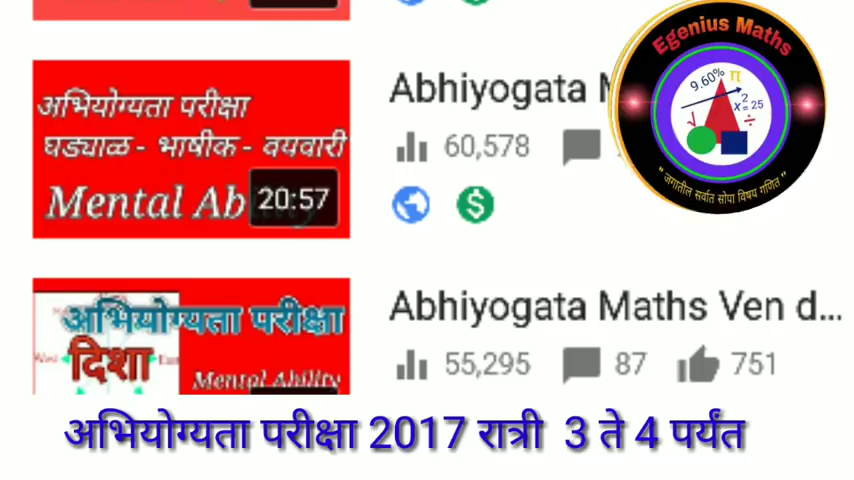 अभियोग्यता परीक्षा
घड्याळ - भाषीक - वयवारी
Mental Ab
20:57
Abhiyogata
60,578
Egenius Maths
9.60% π
x² = 25
√ ÷
"जगातील सर्वात सोपा विषय गणित"
अभियोग्यता परीक्षा
दिशा
West
Mental Ability
Abhiyogata Maths Ven d...
55,295 87 751
अभियोग्यता परीक्षा 2017 रात्री 3 ते 4 पर्यंत